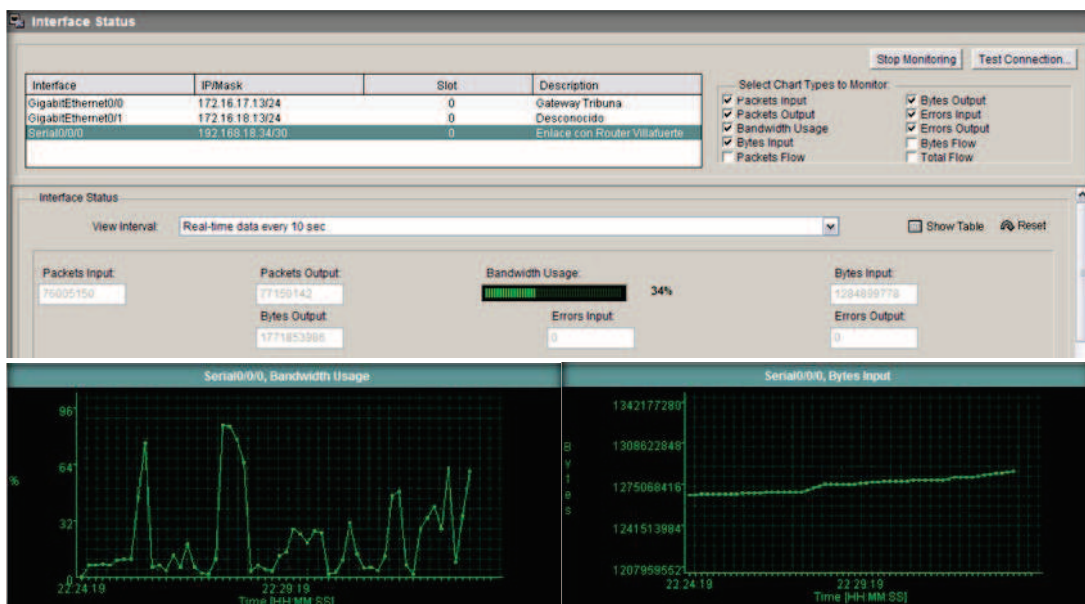 Interface Status
Stop Monitoring Test Connection...
Interface IP/Mask Slot Description
GigabitEthernet0/0 172.16.17.13/24 0 Gateway Tribuna
GigabitEthernet0/1 172.16.18.13/24 0 Desconocido
Serial0/0/0 192.168.18.34/30 0 Enlace con Router Villafuerte
Select Chart Types to Monitor:
Packets Input Bytes Output
Packets Output Errors Input
Bandwidth Usage Errors Output
Bytes Input Bytes Flow
Packets Flow Total Flow
Interface Status
View Interval: Real-time data every 10 sec Show Table Reset
Packets Input: Packets Output: Bandwidth Usage: Bytes Input:
34%
Bytes Output: Errors Input: Errors Output:
0 0
Serial0/0/0, Bandwidth Usage
96
64
%
32
0
22:24:19 22:29:19
Time [HH:MM:SS]
Serial0/0/0, Bytes Input
1342177280
1308622848
Bytes
1275068416
1241513984
1207959552
22:24:19 22:29:19
Time [HH:MM:SS]